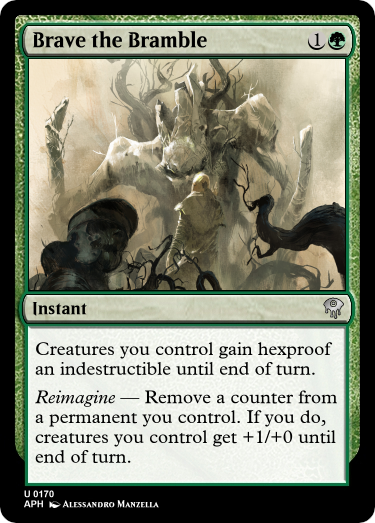 Brave the Bramble 1
Instant
Creatures you control gain hexproof
an indestructible until end of turn.
Reimagine — Remove a counter from
a permanent you control. If you do,
creatures you control get +1/+0 until
end of turn.
U 0170
APH Alessandro Manzella